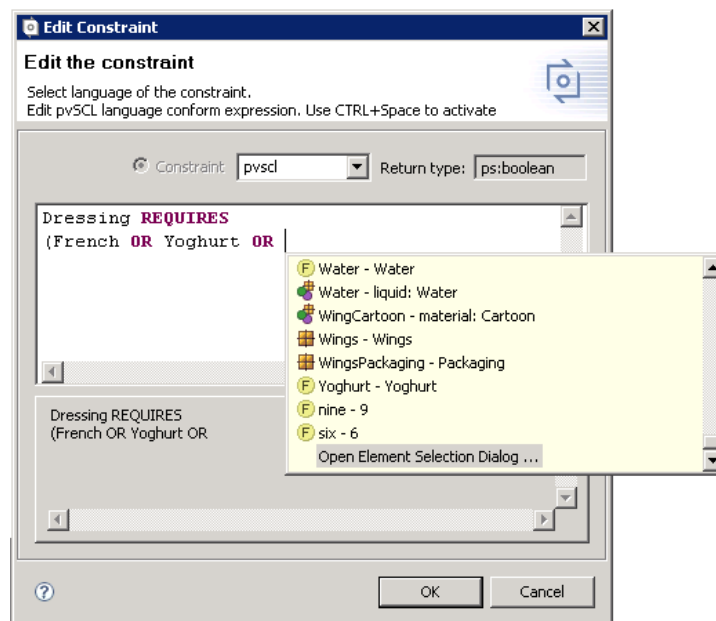 Edit Constraint
Edit the constraint
Select language of the constraint.
Edit pvSCL language conform expression. Use CTRL+Space to activate
Constraint pvscl Return type: ps:boolean
Dressing REQUIRES
(French OR Yoghurt OR
F Water - Water
Water - liquid: Water
WingCartoon - material: Cartoon
Wings - Wings
WingsPackaging - Packaging
F Yoghurt - Yoghurt
F nine - 9
F six - 6
Open Element Selection Dialog ...
Dressing REQUIRES
(French OR Yoghurt OR
? OK Cancel